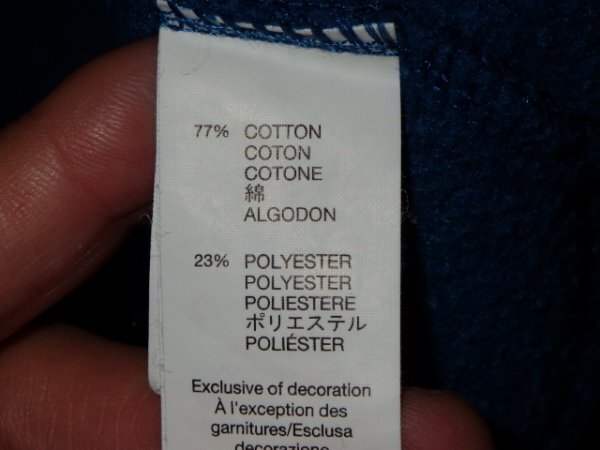 77% COTTON
COTON
COTONE
綿
ALGODON
23% POLYESTER
POLYESTER
POLIESTERE
ポリエステル
POLIÉSTER
Exclusive of decoration
À l'exception des
garnitures/Esclusa
decorazione